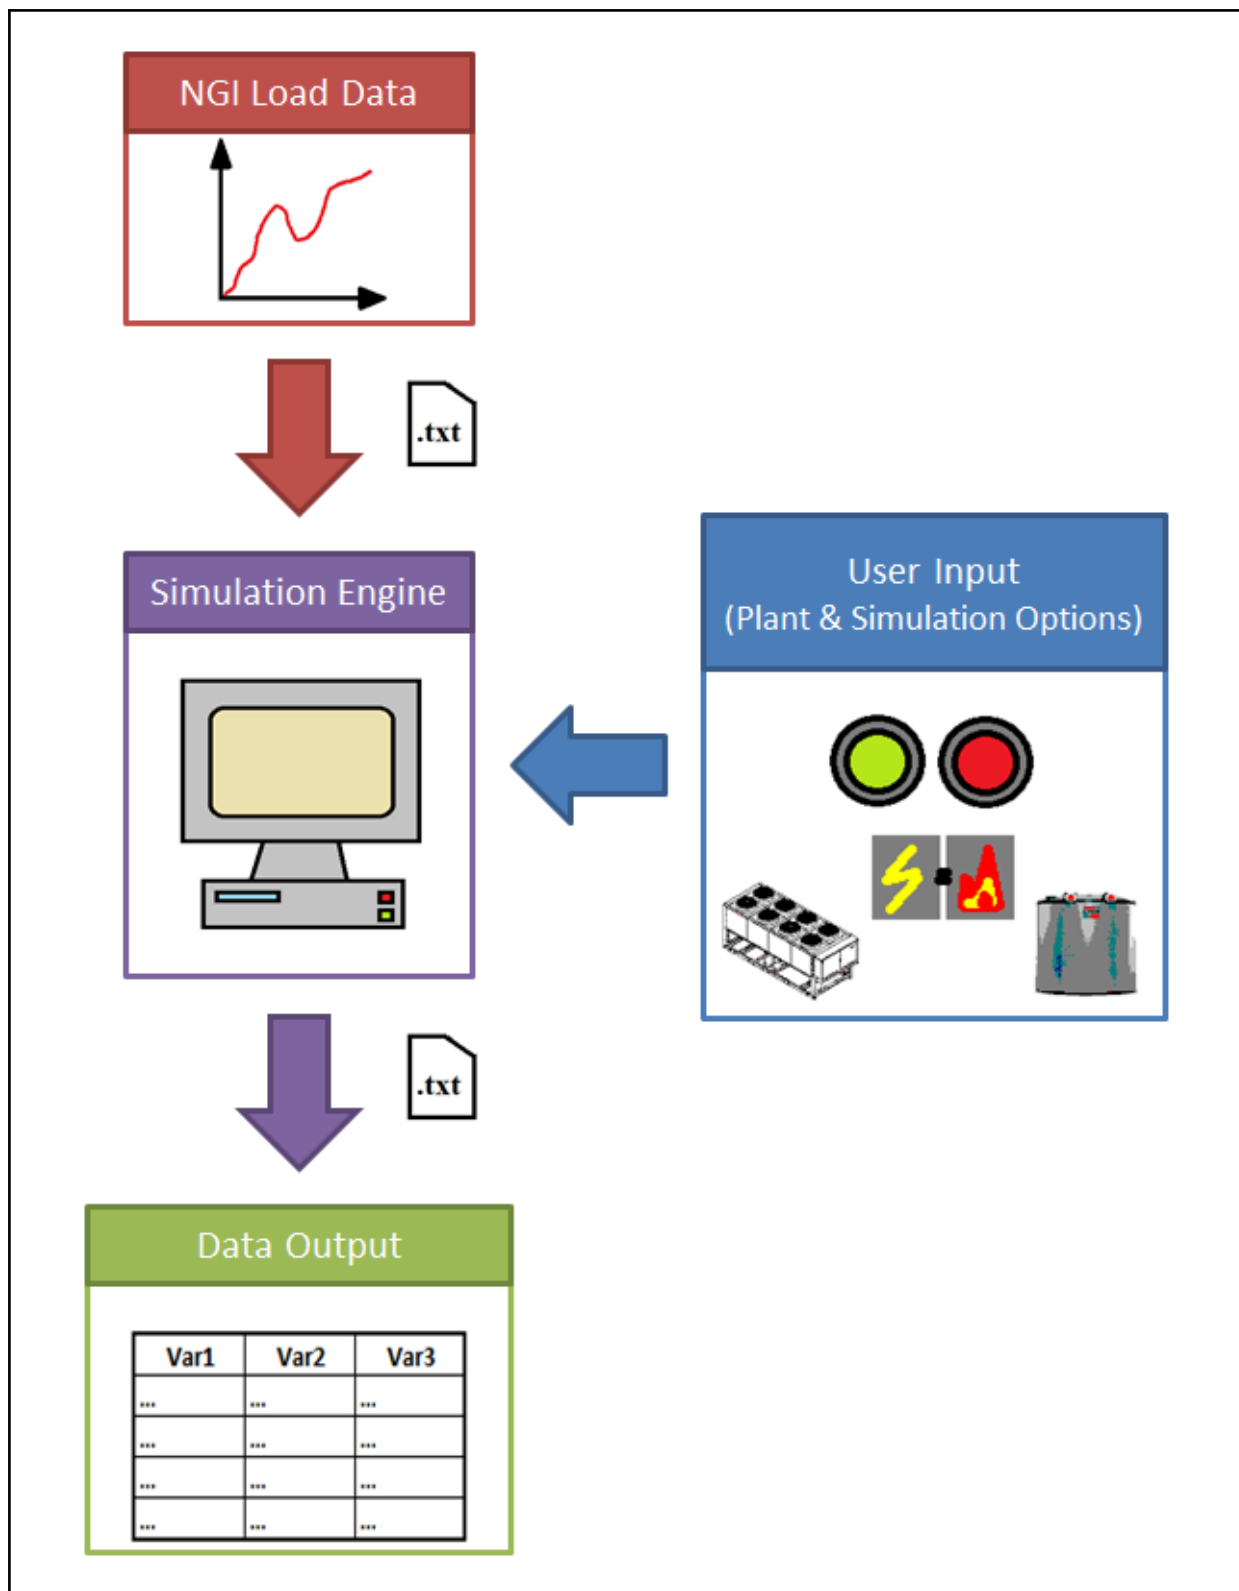 NGI Load Data
.txt
Simulation Engine
User Input
(Plant & Simulation Options)
.txt
Data Output
Var1 Var2 Var3
... ... ...
... ... ...
... ... ...
... ... ...